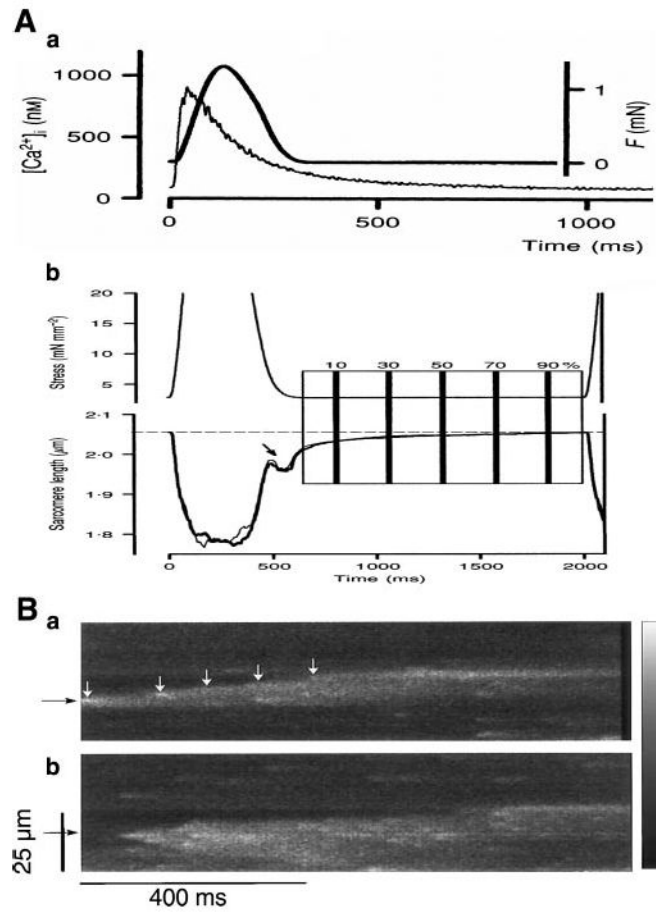 A
a
1000
500
0
[Ca²⁺]ᵢ (nM)
1
0
F (mN)
0
500
1000
Time (ms)
b
20
15
10
5
Stress (mN mm⁻²)
10 30 50 70 90 %
2·1
2·0
1·9
1·8
Sarcomere length (μm)
0
500
1000
1500
2000
Time (ms)
B
a
b
25 μm
400 ms